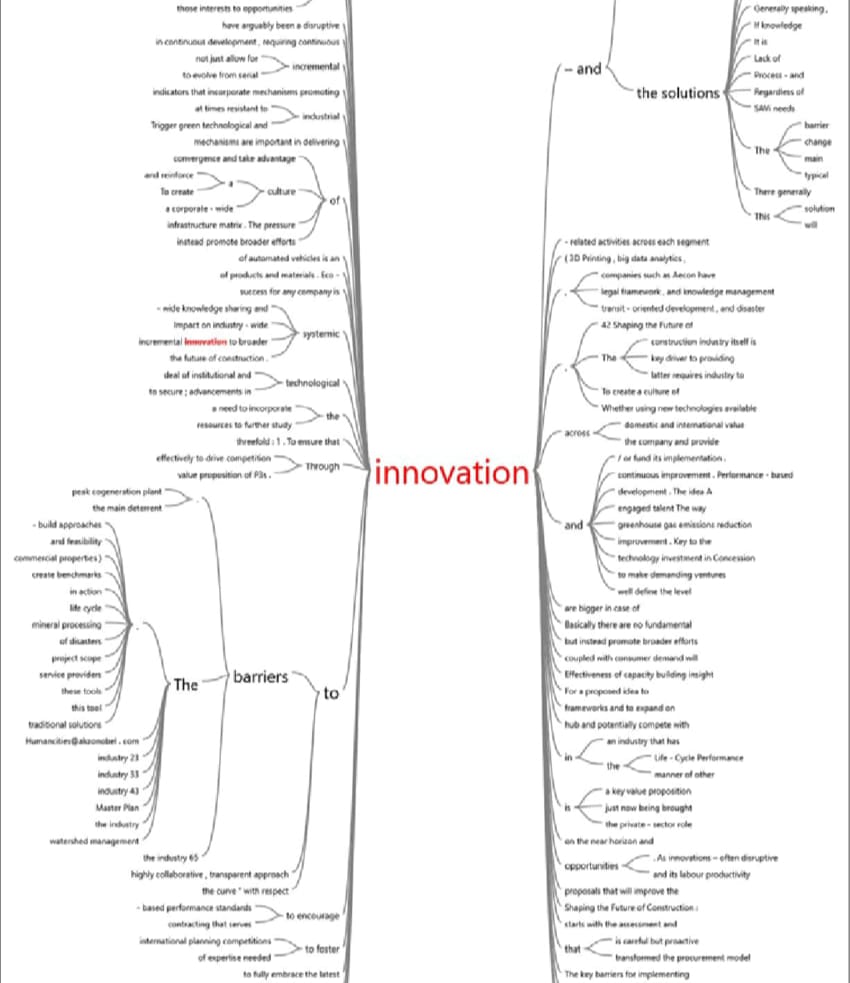 those interests to opportunities
have arguably been a disruptive
in continuous development, requiring continuous
not just allow for
to evolve from serial
incremental
indicators that incorporate mechanisms promoting
at times resistant to
Trigger green technological and
industrial
mechanisms are important in delivering
convergence and take advantage
and reinforce
To create
a
a corporate - wide
culture
infrastructure matrix . The pressure
instead promote broader efforts
of
of automated vehicles is an
of products and materials . Eco -
success for any company is
- wide knowledge sharing and
Impact on industry - wide
incremental innovation to broader
the future of construction .
systemic
deal of institutional and
to secure ; advancements in
technological
a need to incorporate
resources to further study
the
threefold : 1 . To ensure that
effectively to drive competition
value proposition of P3s .
Through
peak cogeneration plant
the main deterrent
.
- build approaches
and feasibility
commercial properties )
create benchmarks
in action
life cycle
mineral processing
of disasters
project scope
service providers
these tools
this tool
traditional solutions
.
Humancities@akzonobel . com
industry 23
industry 33
industry 43
Master Plan
the industry
watershed management
The
the industry 65
barriers
highly collaborative , transparent approach
the curve " with respect
to
- based performance standards
contracting that serves
to encourage
international planning competitions
of expertise needed
to foster
to fully embrace the latest
innovation
– and
the solutions
Generally speaking ,
If knowledge
It is
Lack of
Process - and
Regardless of
SAVi needs
The
barrier
change
main
typical
There generally
This
solution
will
- related activities across each segment
( 3D Printing , big data analytics ,
,
companies such as Aecon have
legal framework , and knowledge management
transit - oriented development , and disaster
.
42 Shaping the Future of
The
construction industry itself is
key driver to providing
latter requires industry to
To create a culture of
Whether using new technologies available
across
domestic and international value
the company and provide
and
/ or fund its implementation .
continuous improvement . Performance - based
development . The idea A
engaged talent The way
greenhouse gas emissions reduction
improvement . Key to the
technology investment in Concession
to make demanding ventures
well define the level
are bigger in case of
Basically there are no fundamental
but instead promote broader efforts
coupled with consumer demand will
Effectiveness of capacity building insight
For a proposed idea to
frameworks and to expand on
hub and potentially compete with
in
an industry that has
the
Life - Cycle Performance
manner of other
is
a key value proposition
just now being brought
the private - sector role
on the near horizon and
opportunities
. As innovations – often disruptive
and its labour productivity
proposals that will improve the
Shaping the Future of Construction :
starts with the assessment and
that
is careful but proactive
transformed the procurement model
The key barriers for implementing